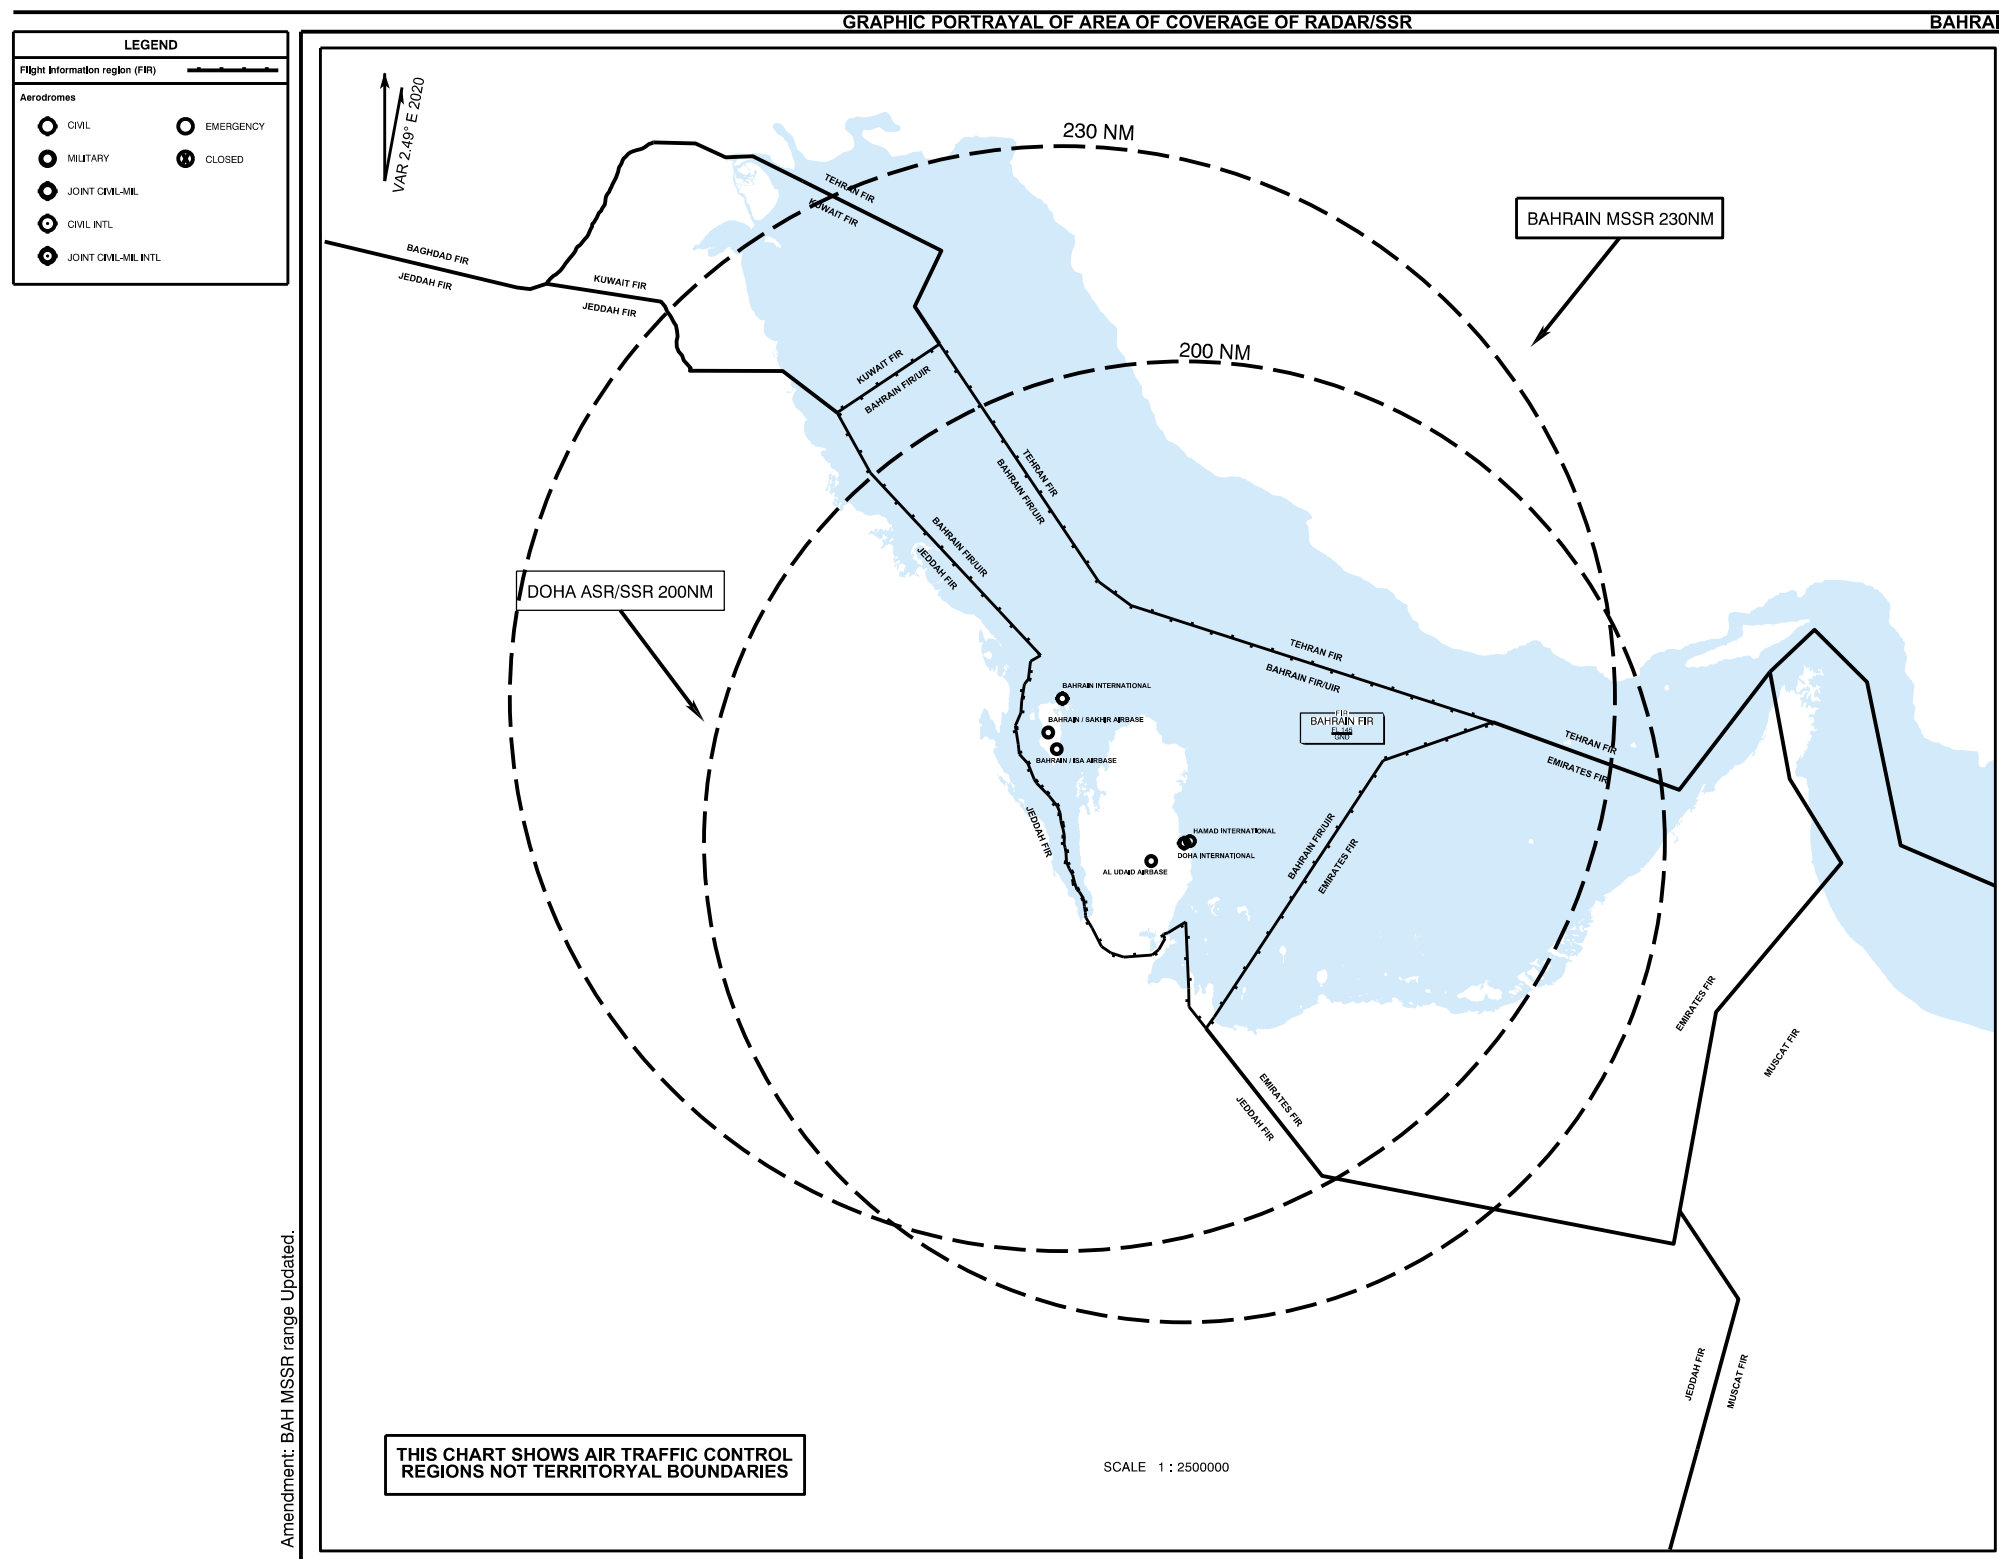 GRAPHIC PORTRAYAL OF AREA OF COVERAGE OF RADAR/SSR
BAHRAI
LEGEND
Flight information region (FIR)
Aerodromes
CIVIL
EMERGENCY
MILITARY
CLOSED
JOINT CIVIL-MIL
CIVIL INTL
JOINT CIVIL-MIL INTL
VAR 2.49° E 2020
230 NM
TEHRAN FIR
KUWAIT FIR
BAHRAIN MSSR 230NM
BAGHDAD FIR
JEDDAH FIR
KUWAIT FIR
JEDDAH FIR
200 NM
KUWAIT FIR
BAHRAIN FIR/UIR
TEHRAN FIR
BAHRAIN FIR/UIR
BAHRAIN FIR/UIR
JEDDAH FIR
DOHA ASR/SSR 200NM
TEHRAN FIR
BAHRAIN FIR/UIR
BAHRAIN INTERNATIONAL
BAHRAIN / SAKHIR AIRBASE
BAHRAIN / ISA AIRBASE
FIR
BAHRAIN FIR
FL 145
GND
TEHRAN FIR
EMIRATES FIR
JEDDAH FIR
HAMAD INTERNATIONAL
DOHA INTERNATIONAL
AL UDAID AIRBASE
BAHRAIN FIR/UIR
EMIRATES FIR
EMIRATES FIR
MUSCAT FIR
EMIRATES FIR
JEDDAH FIR
JEDDAH FIR
MUSCAT FIR
THIS CHART SHOWS AIR TRAFFIC CONTROL
REGIONS NOT TERRITORYAL BOUNDARIES
SCALE 1 : 2500000
Amendment: BAH MSSR range Updated.